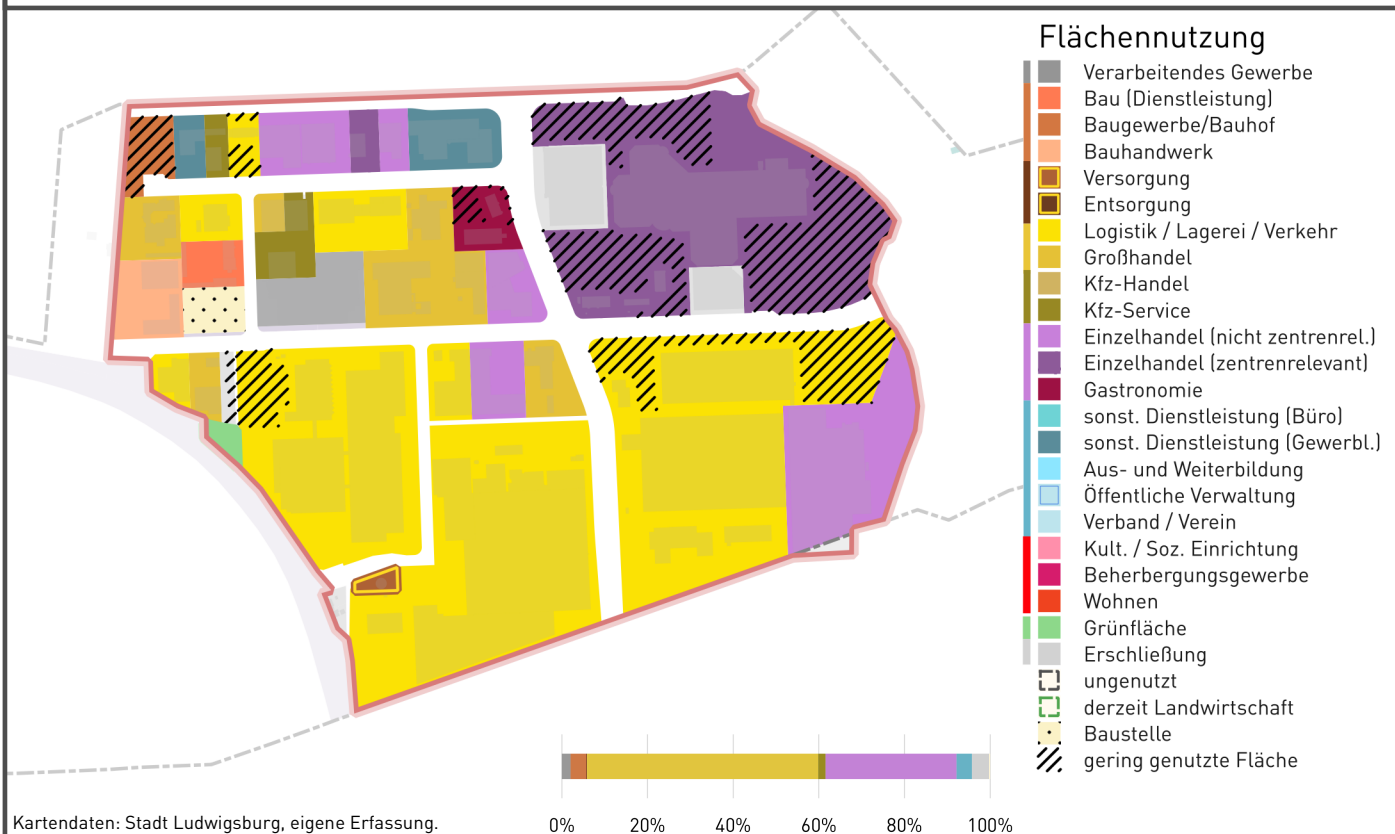 Flächennutzung
Verarbeitendes Gewerbe
Bau (Dienstleistung)
Baugewerbe/Bauhof
Bauhandwerk
Versorgung
Entsorgung
Logistik / Lagerei / Verkehr
Großhandel
Kfz-Handel
Kfz-Service
Einzelhandel (nicht zentrenrel.)
Einzelhandel (zentrenrelevant)
Gastronomie
sonst. Dienstleistung (Büro)
sonst. Dienstleistung (Gewerbl.)
Aus- und Weiterbildung
Öffentliche Verwaltung
Verband / Verein
Kult. / Soz. Einrichtung
Beherbergungsgewerbe
Wohnen
Grünfläche
Erschließung
ungenutzt
derzeit Landwirtschaft
Baustelle
gering genutzte Fläche
Kartendaten: Stadt Ludwigsburg, eigene Erfassung.
0% 20% 40% 60% 80% 100%